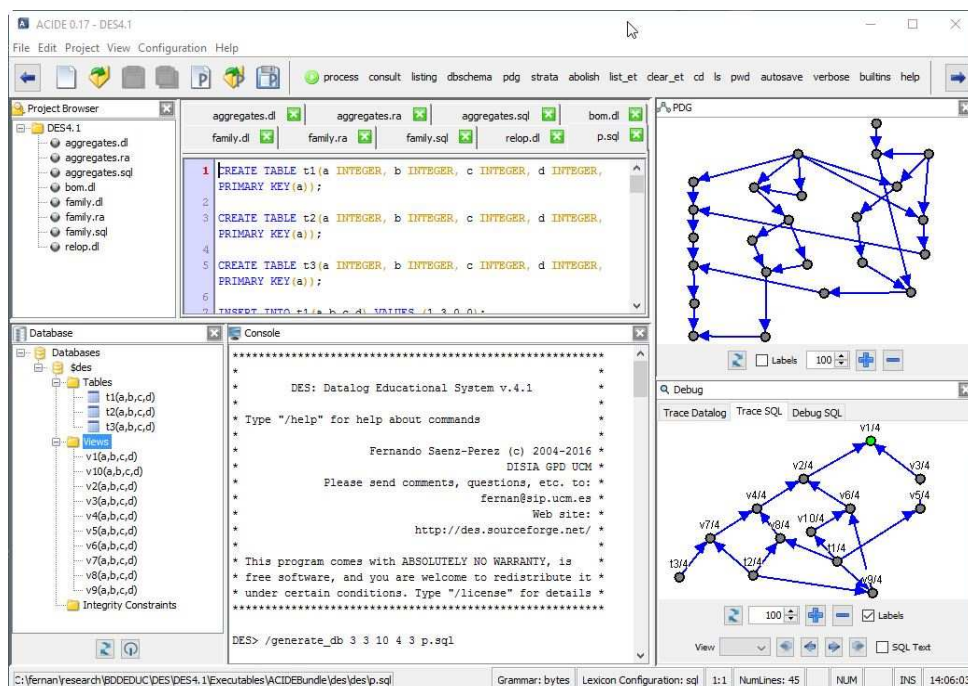 ACIDE 0.17 - DES4.1
File Edit Project View Configuration Help
process consult listing dbschema pdg strata abolish list_et clear_et cd ls pwd autosave verbose builtins help
Project Browser
DES4.1
aggregates.dl
aggregates.ra
aggregates.sql
bom.dl
family.dl
family.ra
family.sql
relop.dl
aggregates.dl aggregates.ra aggregates.sql bom.dl
family.dl family.ra family.sql relop.dl p.sql
1 CREATE TABLE t1(a INTEGER, b INTEGER, c INTEGER, d INTEGER,
PRIMARY KEY(a));
2
3 CREATE TABLE t2(a INTEGER, b INTEGER, c INTEGER, d INTEGER,
PRIMARY KEY(a));
4
5 CREATE TABLE t3(a INTEGER, b INTEGER, c INTEGER, d INTEGER,
PRIMARY KEY(a));
6
7 INSERT INTO t1(a,b,c,d) VALUES (1,3,0,0);
PDG
Labels 100
Database
Databases
$des
Tables
t1(a,b,c,d)
t2(a,b,c,d)
t3(a,b,c,d)
Views
v1(a,b,c,d)
v10(a,b,c,d)
v2(a,b,c,d)
v3(a,b,c,d)
v4(a,b,c,d)
v5(a,b,c,d)
v6(a,b,c,d)
v7(a,b,c,d)
v8(a,b,c,d)
v9(a,b,c,d)
Integrity Constraints
Console
*********************************************************
* *
* DES: Datalog Educational System v.4.1 *
* *
* Type "/help" for help about commands *
* *
* Fernando Saenz-Perez (c) 2004-2016 *
* DISIA GPD UCM *
* Please send comments, questions, etc. to: *
* fernan@sip.ucm.es *
* Web site: *
* http://des.sourceforge.net/ *
* *
* This program comes with ABSOLUTELY NO WARRANTY, is *
* free software, and you are welcome to redistribute it *
* under certain conditions. Type "/license" for details *
*********************************************************
DES> /generate_db 3 3 10 4 3 p.sql
Debug
Trace Datalog Trace SQL Debug SQL
v1/4
v2/4 v3/4
v4/4 v6/4 v5/4
v7/4 v8/4 v10/4
t3/4 t2/4 t1/4
v9/4
100 Labels
View SQL Text
C:\fernan\research\BDDEDUC\DES\DES4.1\Executables\ACIDEBundle\des\des\p.sql Grammar: bytes Lexicon Configuration: sql 1:1 NumLines: 45 NUM INS 14:06:03